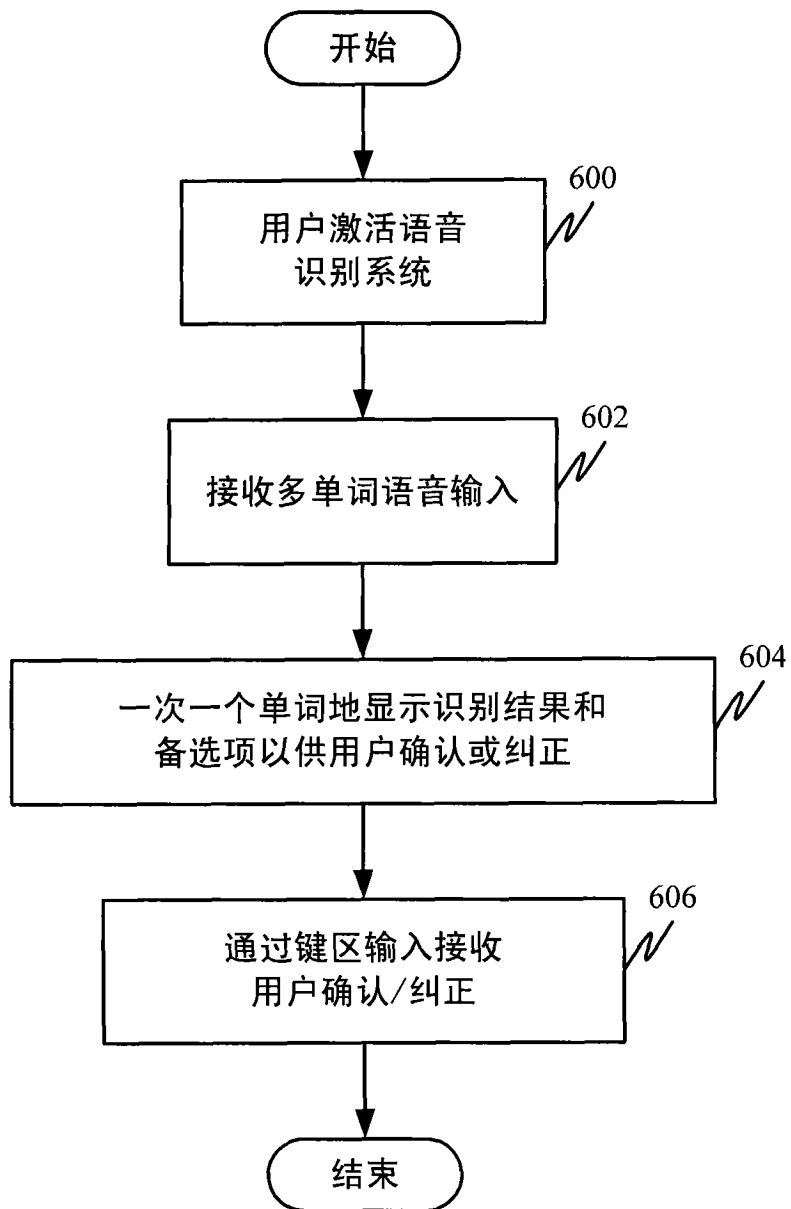 开始
600
用户激活语音
识别系统
602
接收多单词语音输入
604
一次一个单词地显示识别结果和
备选项以供用户确认或纠正
606
通过键区输入接收
用户确认/纠正
结束